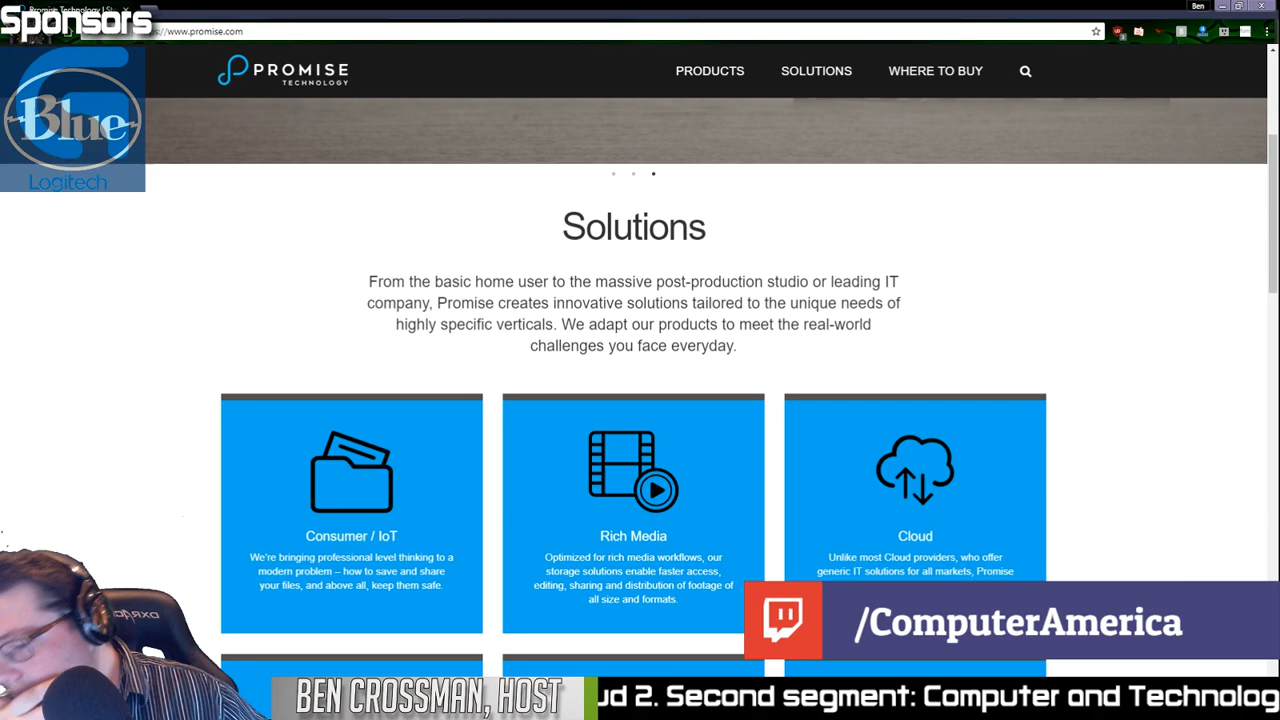 Sponsors
Ben
www.promise.com
PROMISE
TECHNOLOGY
PRODUCTS
SOLUTIONS
WHERE TO BUY
G
Blue
Logitech
Solutions
From the basic home user to the massive post-production studio or leading IT
company, Promise creates innovative solutions tailored to the unique needs of
highly specific verticals. We adapt our products to meet the real-world
challenges you face everyday.
Consumer / IoT
We're bringing professional level thinking to a
modern problem – how to save and share
your files, and above all, keep them safe.
Rich Media
Optimized for rich media workflows, our
storage solutions enable faster access,
editing, sharing and distribution of footage of
all size and formats.
Cloud
Unlike most Cloud providers, who offer
generic IT solutions for all markets, Promise
/ComputerAmerica
BEN CROSSMAN, HOST
ud 2. Second segment: Computer and Technolog